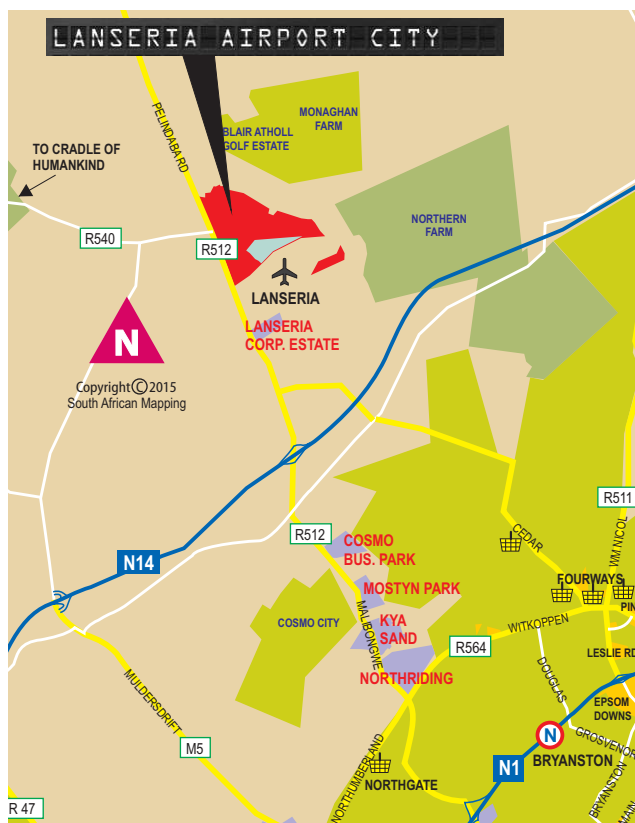 LANSERIA AIRPORT CITY
PELINDABA RD
MONAGHAN
FARM
BLAIR ATHOLL
GOLF ESTATE
TO CRADLE OF
HUMANKIND
NORTHERN
FARM
R540
R512
LANSERIA
LANSERIA
CORP. ESTATE
N
Copyright©2015
South African Mapping
R511
R512
CEDAR
WM NICOL
COSMO
BUS. PARK
N14
MOSTYN PARK
FOURWAYS
PIN
COSMO CITY
MALIBONGWE
KYA
SAND
WITKOPPEN
R564
LESLIE RD
NORTHRIDING
DOUGLAS
MULDERSDRIFT
EPSOM
DOWNS
M5
N
GROSVENOR
BRYANSTON
N1
NORTHUMBERLAND
NORTHGATE
BRYANSTON
MAIN
R 47